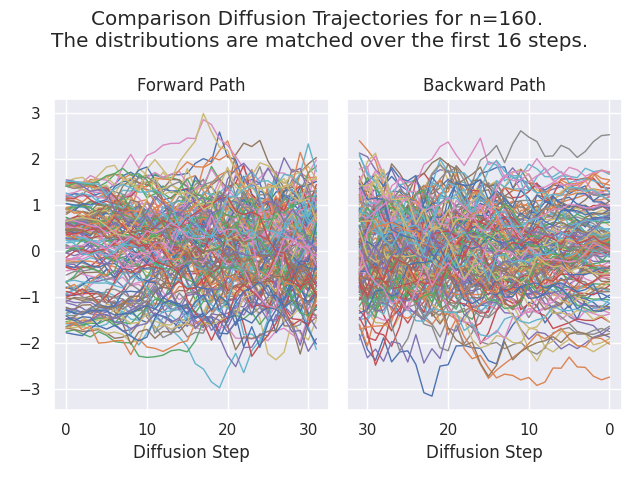 Comparison Diffusion Trajectories for n=160.
The distributions are matched over the first 16 steps.
Forward Path
Backward Path
3
2
1
0
−1
−2
−3
0 10 20 30
30 20 10 0
Diffusion Step
Diffusion Step